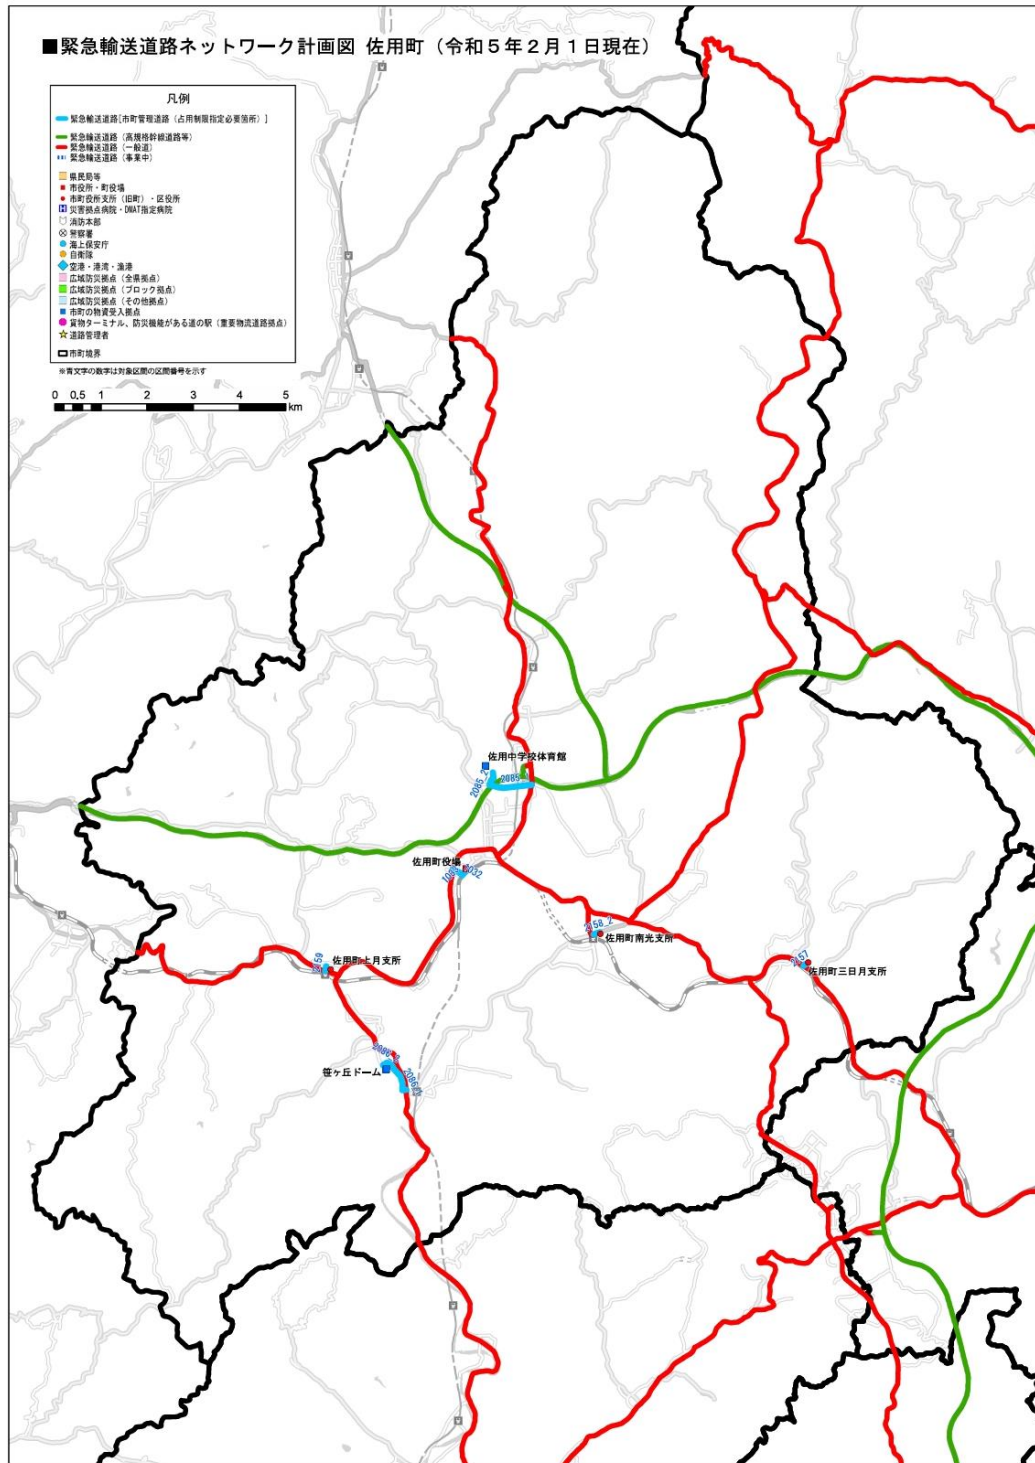 ■緊急輸送道路ネットワーク計画図 佐用町（令和５年２月１日現在）
凡例
緊急輸送道路[市町管理道路（占用制限指定必要箇所）]
緊急輸送道路（高規格幹線道路等）
緊急輸送道路（一般道）
緊急輸送道路（事業中）
県民局等
市役所・町役場
市町役所支所（旧町）・区役所
災害拠点病院・DMAT指定病院
消防本部
警察署
海上保安庁
自衛隊
空港・港湾・漁港
広域防災拠点（全県拠点）
広域防災拠点（ブロック拠点）
広域防災拠点（その他拠点）
市町の物資受入拠点
貨物ターミナル、防災機能がある道の駅（重要物流道路拠点）
道路管理者
市町境界
※青文字の数字は対象区間の区間番号を示す
0 0.5 1 2 3 4 5
km
佐用中学校体育館
2085_2
佐用町役場
2158_2
佐用町南光支所
2159
佐用町上月支所
2157
佐用町三日月支所
笹ヶ丘ドーム